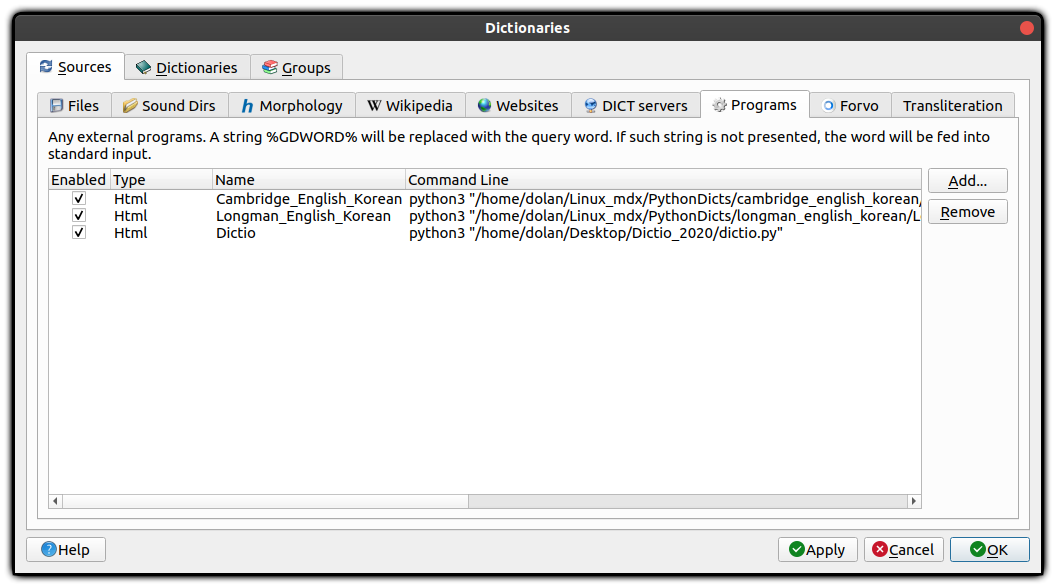 Dictionaries
Sources Dictionaries Groups
Files Sound Dirs Morphology Wikipedia Websites DICT servers Programs Forvo Transliteration
Any external programs. A string %GDWORD% will be replaced with the query word. If such string is not presented, the word will be fed into
standard input.
Enabled Type Name Command Line
Html Cambridge_English_Korean python3 "/home/dolan/Linux_mdx/PythonDicts/cambridge_english_korean/
Html Longman_English_Korean python3 "/home/dolan/Linux_mdx/PythonDicts/longman_english_korean/L
Html Dictio python3 "/home/dolan/Desktop/Dictio_2020/dictio.py"
Add...
Remove
Help Apply Cancel OK